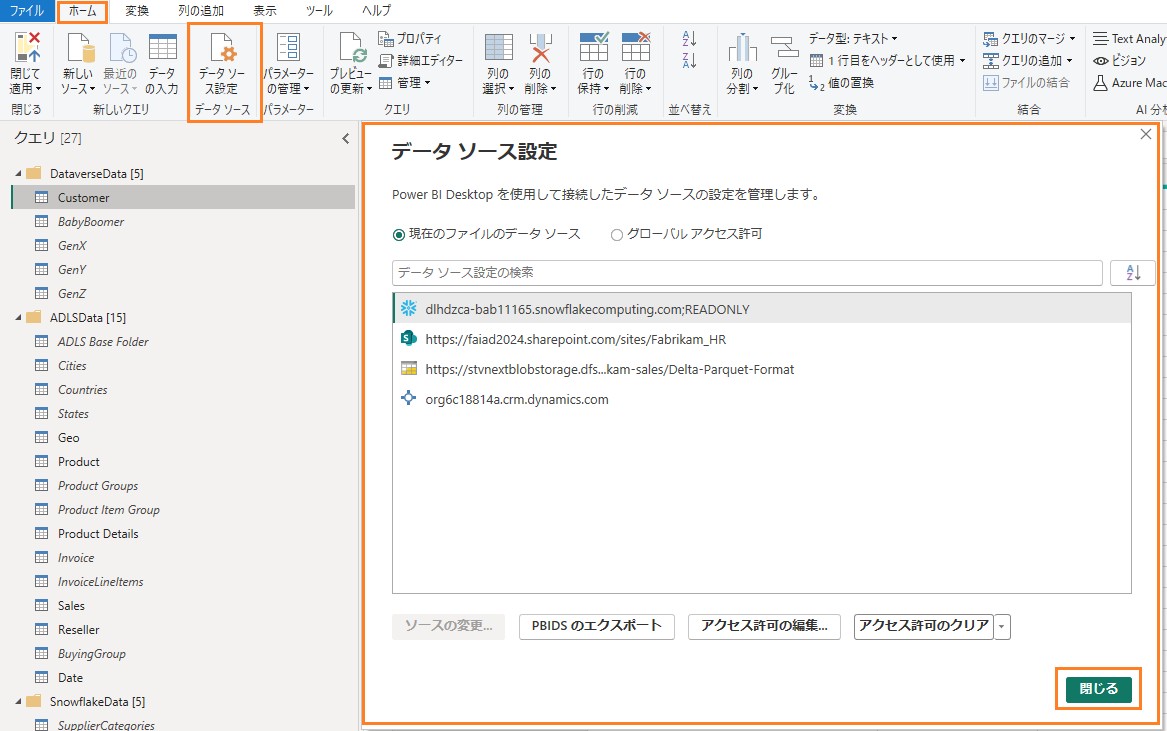 ファイル ホーム 変換 列の追加 表示 ツール ヘルプ
閉じて
適用
閉じる
新しい
ソース
最近の
ソース
データ
の入力
新しいクエリ
データ ソー
ス設定
データ ソース
パラメーター
の管理
パラメーター
プレビュー
の更新
プロパティ
詳細エディター
管理
クエリ
列の
選択
列の
削除
列の管理
行の
保持
行の
削除
行の削減
並べ替え
列の
分割
グルー
プ化
データ型: テキスト
1 行目をヘッダーとして使用
値の置換
変換
クエリのマージ
クエリの追加
ファイルの結合
結合
Text Analy
ビジョン
Azure Mac
AI 分析
クエリ [27]
DataverseData [5]
Customer
BabyBoomer
GenX
GenY
GenZ
ADLSData [15]
ADLS Base Folder
Cities
Countries
States
Geo
Product
Product Groups
Product Item Group
Product Details
Invoice
InvoiceLineItems
Sales
Reseller
BuyingGroup
Date
SnowflakeData [5]
SupplierCategories
データ ソース設定
Power BI Desktop を使用して接続したデータ ソースの設定を管理します。
現在のファイルのデータ ソース グローバル アクセス許可
データ ソース設定の検索
dlhdzca-bab11165.snowflakecomputing.com;READONLY
https://faiad2024.sharepoint.com/sites/Fabrikam_HR
https://stvnextblobstorage.dfs...kam-sales/Delta-Parquet-Format
org6c18814a.crm.dynamics.com
ソースの変更... PBIDS のエクスポート アクセス許可の編集... アクセス許可のクリア
閉じる